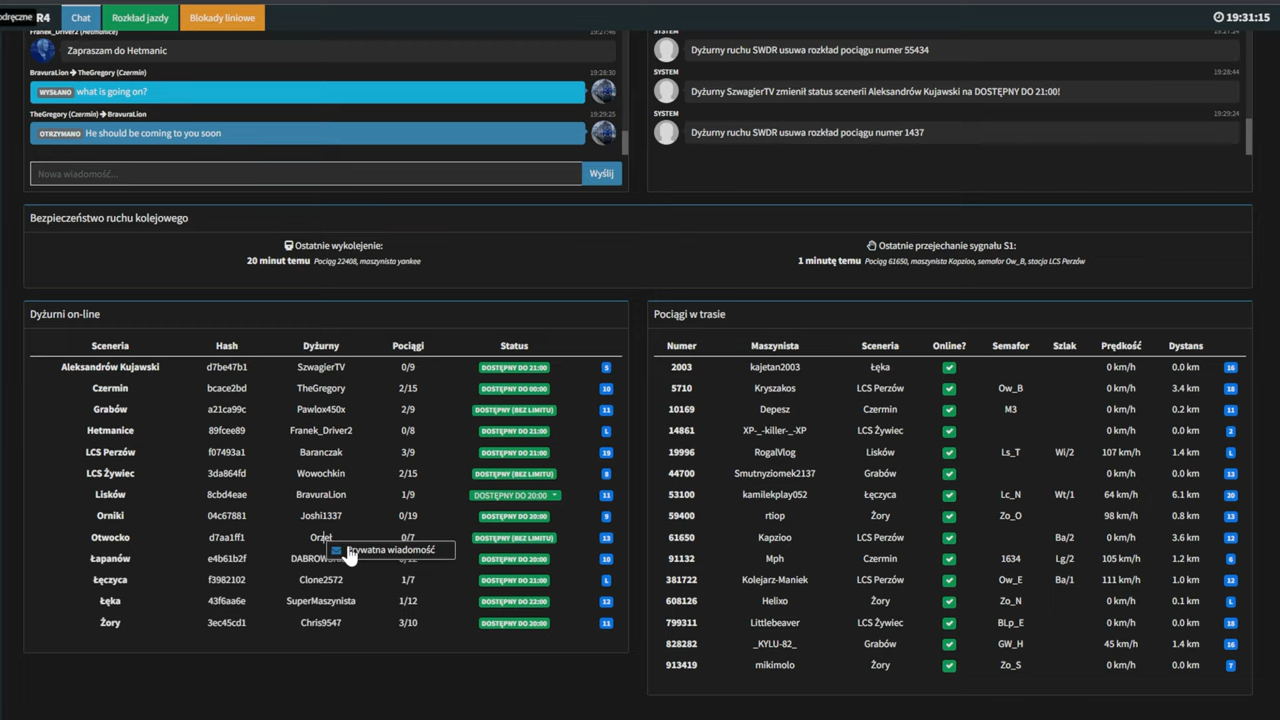 odręczne R4 Chat Rozkład jazdy Blokady liniowe 19:31:15
Franek_Driver2 (Hetmanice) 19:27:46
Zapraszam do Hetmanic
BravuraLion → TheGregory (Czermin) 19:28:30
WYSŁANO what is going on?
TheGregory (Czermin) → BravuraLion 19:29:25
OTRZYMANO He should be coming to you soon
Nowa wiadomość... Wyślij
19:27:24
Dyżurny ruchu SWDR usuwa rozkład pociągu numer 55434
SYSTEM 19:28:44
Dyżurny SzwagierTV zmienił status scenerii Aleksandrów Kujawski na DOSTĘPNY DO 21:00!
SYSTEM 19:29:24
Dyżurny ruchu SWDR usuwa rozkład pociągu numer 1437
Bezpieczeństwo ruchu kolejowego
Ostatnie wykolejenie:
20 minut temu Pociąg 22408, maszynista yankee
Ostatnie przejechanie sygnału S1:
1 minutę temu Pociąg 61650, maszynista Kapzioo, semafor Ow_B, stacja LCS Perzów
Dyżurni on-line
Sceneria Hash Dyżurny Pociągi Status
Aleksandrów Kujawski d7be47b1 SzwagierTV 0/9 DOSTĘPNY DO 21:00 5
Czermin bcace2bd TheGregory 2/15 DOSTĘPNY DO 00:00 10
Grabów a21ca99c Pawlox450x 2/9 DOSTĘPNY (BEZ LIMITU) 11
Hetmanice 89fcee89 Franek_Driver2 0/8 DOSTĘPNY DO 21:00 L
LCS Perzów f07493a1 Baranczak 3/9 DOSTĘPNY DO 21:00 19
LCS Żywiec 3da864fd Wowochkin 2/15 DOSTĘPNY (BEZ LIMITU) 8
Lisków 8cbd4eae BravuraLion 1/9 DOSTĘPNY DO 20:00 11
Orniki 04c67881 Joshi1337 0/19 DOSTĘPNY DO 20:00 9
Otwocko d7aa1ff1 Orzeł 0/7 DOSTĘPNY (BEZ LIMITU) 13
Prywatna wiadomość
Łapanów e4b61b2f DOSTĘPNY DO 20:00 10
Łęczyca f3982102 Clone2572 1/7 DOSTĘPNY DO 21:00 L
Łęka 43f6aa6e SuperMaszynista 1/12 DOSTĘPNY DO 22:00 12
Żory 3ec45cd1 Chris9547 3/10 DOSTĘPNY DO 20:00 11
Pociągi w trasie
Numer Maszynista Sceneria Online? Semafor Szlak Prędkość Dystans
2003 kajetan2003 Łęka 0 km/h 0.0 km 16
5710 Kryszakos LCS Perzów Ow_B 0 km/h 3.4 km 18
10169 Depesz Czermin M3 0 km/h 0.2 km 11
14861 XP-_-killer-_-XP LCS Żywiec 0 km/h 0.0 km 2
19996 RogalVlog Lisków Ls_T Wi/2 107 km/h 1.4 km L
44700 Smutnyziomek2137 Grabów 0 km/h 0.0 km 13
53100 kamilekplay052 Łęczyca Lc_N Wt/1 64 km/h 6.1 km 20
59400 rtiop Żory Zo_O 98 km/h 0.8 km 13
61650 Kapzioo LCS Perzów Ba/2 0 km/h 0.0 km 13
91132 Mph Czermin 1634 Lg/2 105 km/h 1.2 km 6
381722 Kolejarz-Maniek LCS Perzów Ow_E Ba/1 111 km/h 1.0 km 12
608126 Helixo Żory Zo_N 0 km/h 0.1 km L
799311 Littlebeaver LCS Żywiec BLp_E 0 km/h 0.0 km 18
828282 _KYLU-82_ Grabów GW_H 45 km/h 1.4 km 16
913419 mikimolo Żory Zo_S 0 km/h 0.0 km 7